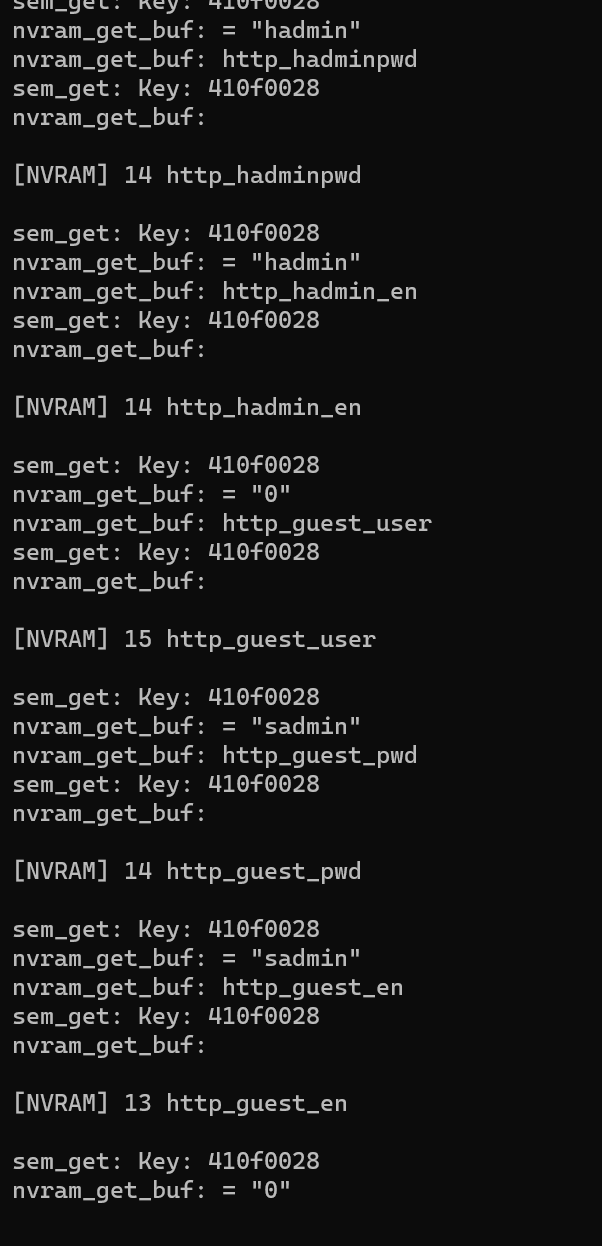 sem_get: Key: 410f0028
nvram_get_buf: = "hadmin"
nvram_get_buf: http_hadminpwd
sem_get: Key: 410f0028
nvram_get_buf:
[NVRAM] 14 http_hadminpwd
sem_get: Key: 410f0028
nvram_get_buf: = "hadmin"
nvram_get_buf: http_hadmin_en
sem_get: Key: 410f0028
nvram_get_buf:
[NVRAM] 14 http_hadmin_en
sem_get: Key: 410f0028
nvram_get_buf: = "0"
nvram_get_buf: http_guest_user
sem_get: Key: 410f0028
nvram_get_buf:
[NVRAM] 15 http_guest_user
sem_get: Key: 410f0028
nvram_get_buf: = "sadmin"
nvram_get_buf: http_guest_pwd
sem_get: Key: 410f0028
nvram_get_buf:
[NVRAM] 14 http_guest_pwd
sem_get: Key: 410f0028
nvram_get_buf: = "sadmin"
nvram_get_buf: http_guest_en
sem_get: Key: 410f0028
nvram_get_buf:
[NVRAM] 13 http_guest_en
sem_get: Key: 410f0028
nvram_get_buf: = "0"